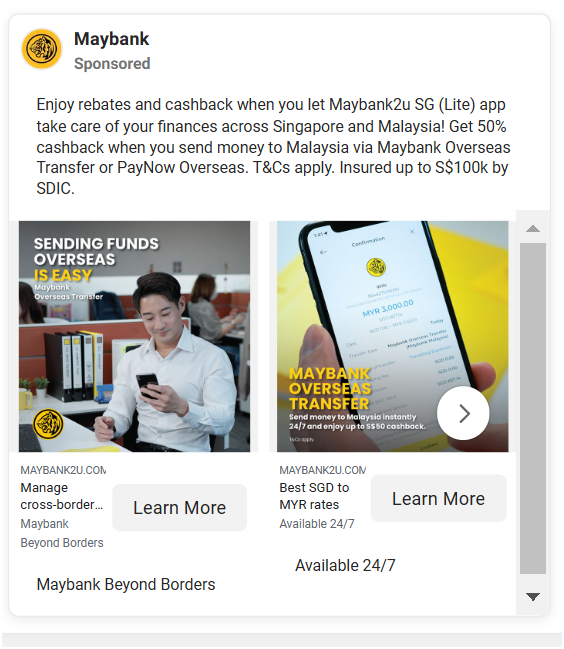 Maybank
Sponsored
Enjoy rebates and cashback when you let Maybank2u SG (Lite) app
take care of your finances across Singapore and Malaysia! Get 50%
cashback when you send money to Malaysia via Maybank Overseas
Transfer or PayNow Overseas. T&Cs apply. Insured up to S$100k by
SDIC.
SENDING FUNDS
OVERSEAS
IS EASY
Maybank
Overseas Transfer
Confirmation
MYR 3,000.00
Today
Maybank Overseas Transfer
(Maybank Malaysia)
MAYBANK
OVERSEAS
TRANSFER
Send money to Malaysia instantly
24/7 and enjoy up to S$50 cashback.
T&Cs apply
MAYBANK2U.COM
Manage
cross-border...
Maybank
Beyond Borders
Learn More
Maybank Beyond Borders
MAYBANK2U.COM
Best SGD to
MYR rates
Available 24/7
Learn More
Available 24/7